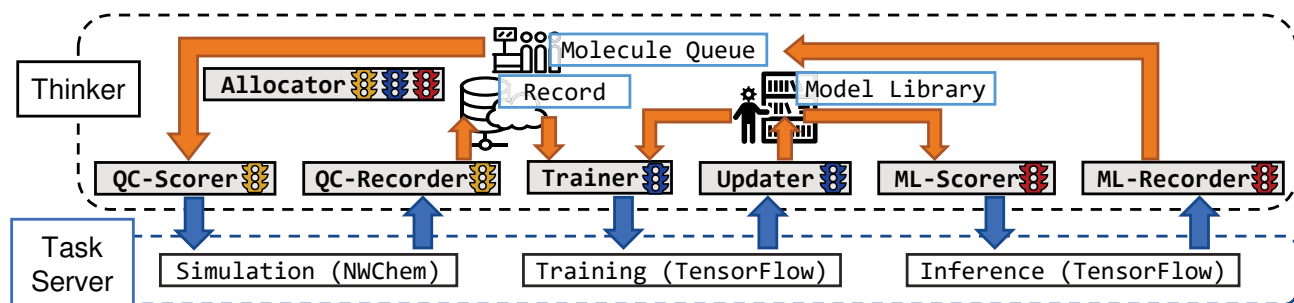 Molecule Queue
Thinker
Allocator
Record
Model Library
QC-Scorer
QC-Recorder
Trainer
Updater
ML-Scorer
ML-Recorder
Task
Server
Simulation (NWChem)
Training (TensorFlow)
Inference (TensorFlow)